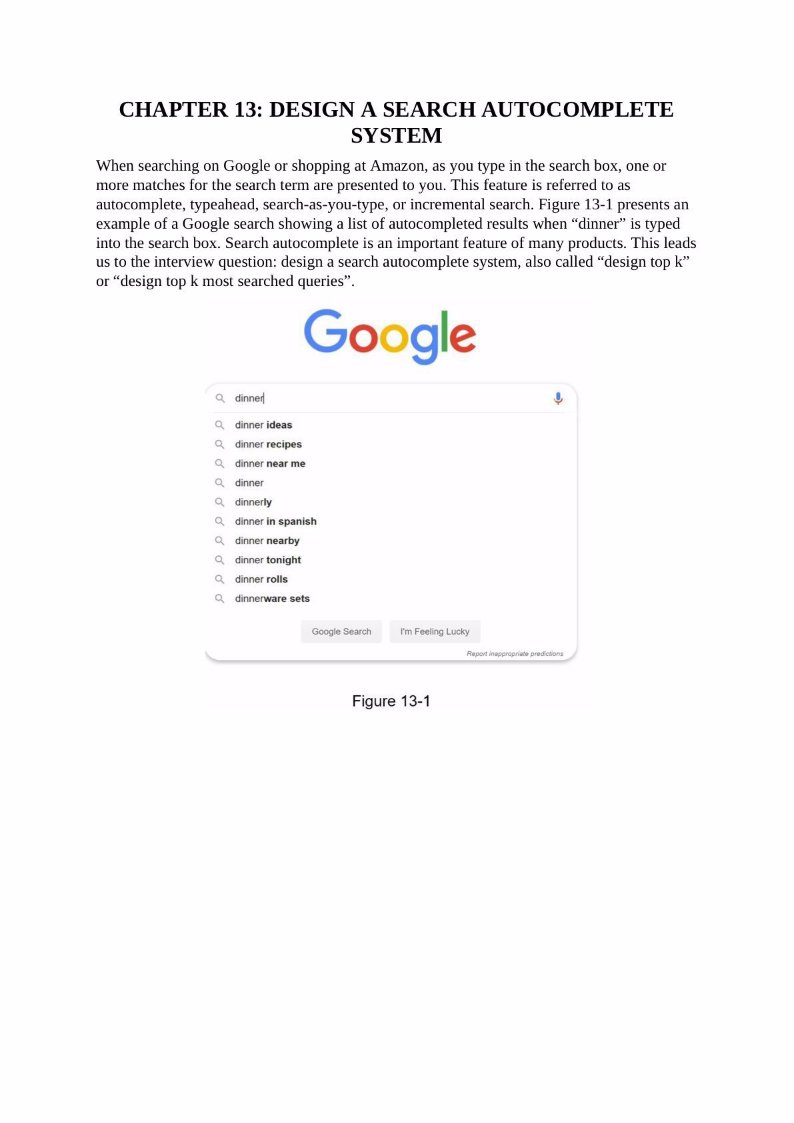 CHAPTER 13: DESIGN A SEARCH AUTOCOMPLETE
SYSTEM
When searching on Google or shopping at Amazon, as you type in the search box, one or
more matches for the search term are presented to you. This feature is referred to as
autocomplete, typeahead, search-as-you-type, or incremental search. Figure 13-1 presents an
example of a Google search showing a list of autocompleted results when “dinner” is typed
into the search box. Search autocomplete is an important feature of many products. This leads
us to the interview question: design a search autocomplete system, also called “design top k”
or “design top k most searched queries”.
Google
dinner
dinner ideas
dinner recipes
dinner near me
dinner
dinnerly
dinner in spanish
dinner nearby
dinner tonight
dinner rolls
dinnerware sets
Google Search I'm Feeling Lucky
Report inappropriate predictions
Figure 13-1